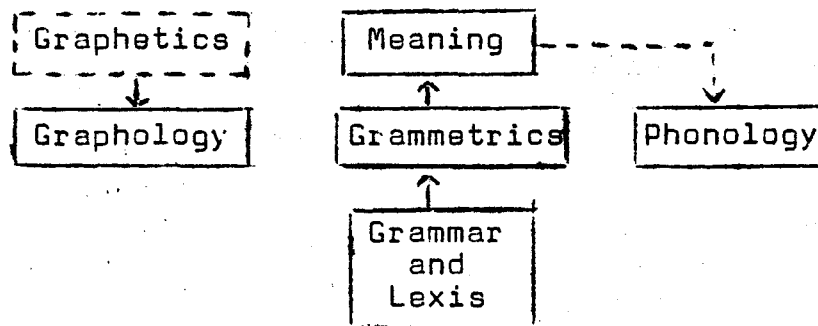 Graphetics
Meaning
Graphology
Grammetrics
Phonology
Grammar
and
Lexis